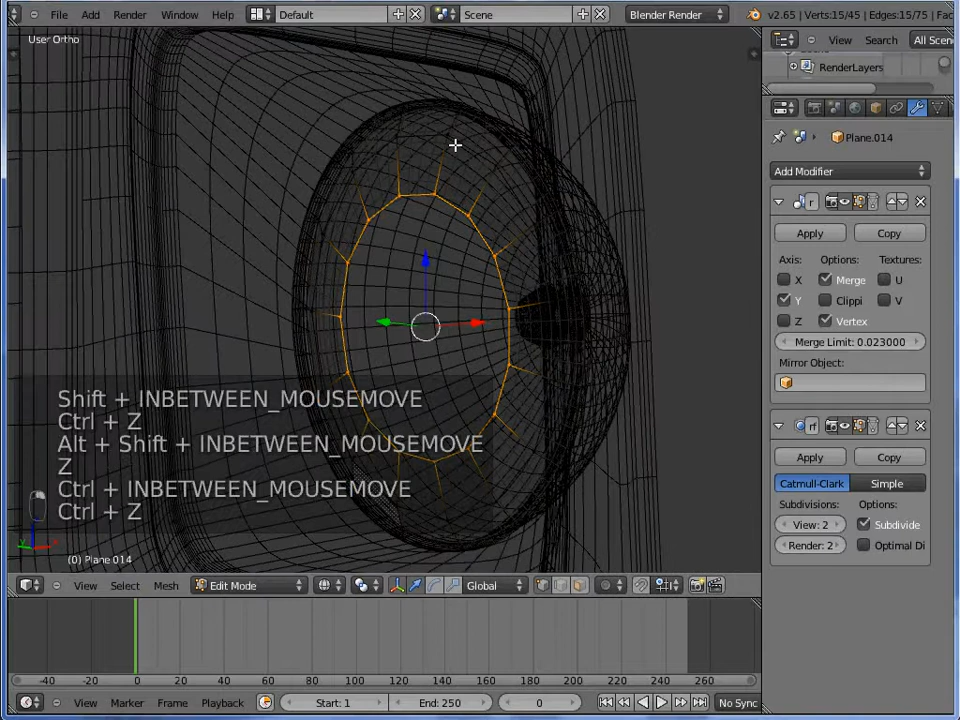 File Add Render Window Help Default Scene Blender Render v2.65 | Verts:15/45 | Edges:15/75 | Fac
User Ortho
View Search All Scen
RenderLayers
Plane.014
Add Modifier
r
Apply Copy
Axis: Options: Textures:
X Merge U
Y Clippi V
Z Vertex
Merge Limit: 0.023000
Mirror Object:
rf
Apply Copy
Catmull-Clark Simple
Subdivisions: Options:
View: 2 Subdivide
Render: 2 Optimal Di
Shift + INBETWEEN_MOUSEMOVE
Ctrl + Z
Alt + Shift + INBETWEEN_MOUSEMOVE
Z
Ctrl + INBETWEEN_MOUSEMOVE
Ctrl + Z
(0) Plane 014
View Select Mesh Edit Mode Global
-40 -20 0 20 40 60 80 100 120 140 160 180 200 220 240 260
View Marker Frame Playback Start: 1 End: 250 0 No Sync